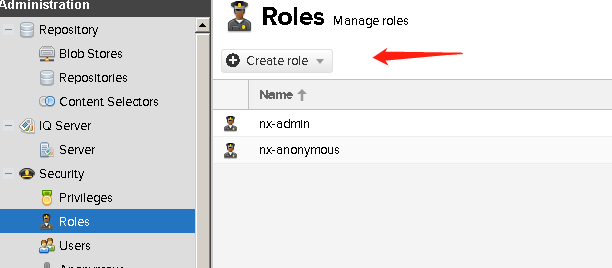 Administration
Repository
Blob Stores
Repositories
Content Selectors
IQ Server
Server
Security
Privileges
Roles
Users
Anonymous
Roles Manage roles
Create role
Name
nx-admin
nx-anonymous